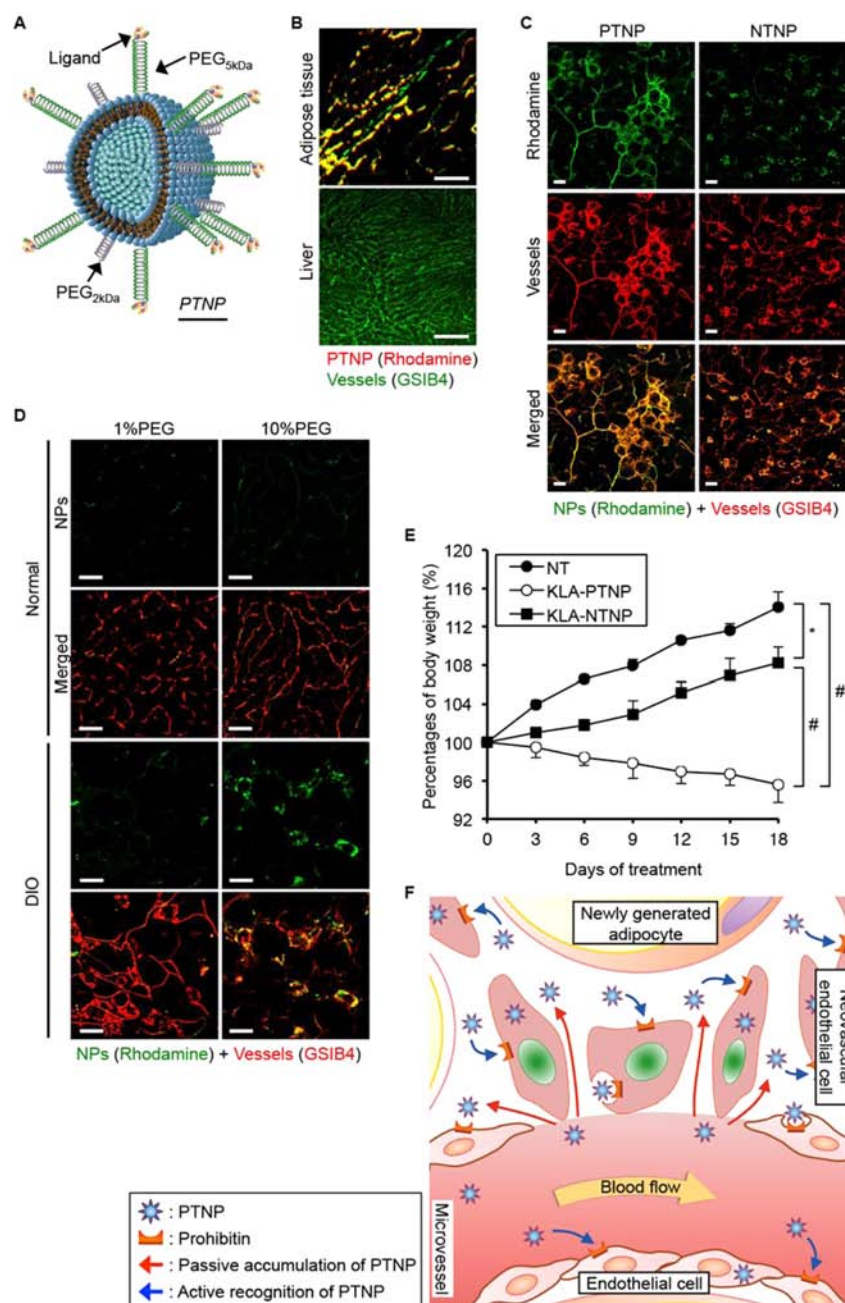 A
Ligand
PEG5kDa
PEG2kDa
PTNP
B
Adipose tissue
Liver
PTNP (Rhodamine)
Vessels (GSIB4)
C
PTNP NTNP
Rhodamine
Vessels
Merged
NPs (Rhodamine) + Vessels (GSIB4)
D
1%PEG 10%PEG
Normal
NPs
Merged
DIO
NPs (Rhodamine) + Vessels (GSIB4)
E
Percentages of body weight (%)
120
116
112
108
104
100
96
92
NT
KLA-PTNP
KLA-NTNP
*
#
#
0 3 6 9 12 15 18
Days of treatment
F
Newly generated
adipocyte
Neovascular
endothelial cell
Blood flow
Microvessel
Endothelial cell
: PTNP
: Prohibitin
: Passive accumulation of PTNP
: Active recognition of PTNP